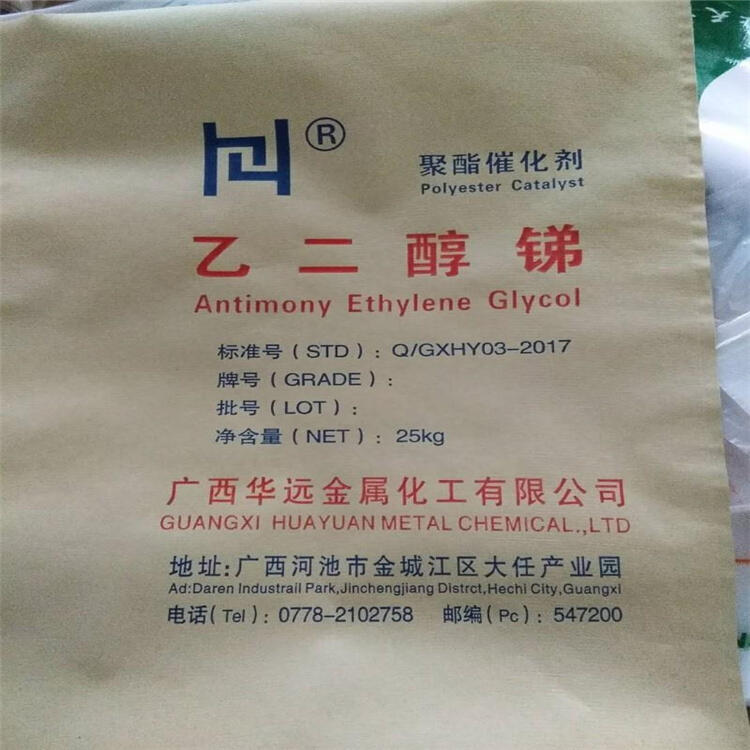 ®
聚酯催化剂
Polyester Catalyst
乙二醇锑
Antimony Ethylene Glycol
标准号(STD): Q/GXHY03-2017
牌号(GRADE):
批号(LOT):
净含量(NET): 25kg
广西华远金属化工有限公司
GUANGXI HUAYUAN METAL CHEMICAL.,LTD
地址:广西河池市金城江区大任产业园
Ad:Daren Industrail Park,Jinchengjiang Distrct,Hechi City,Guangxi
电话(Tel): 0778-2102758 邮编(Pc): 547200